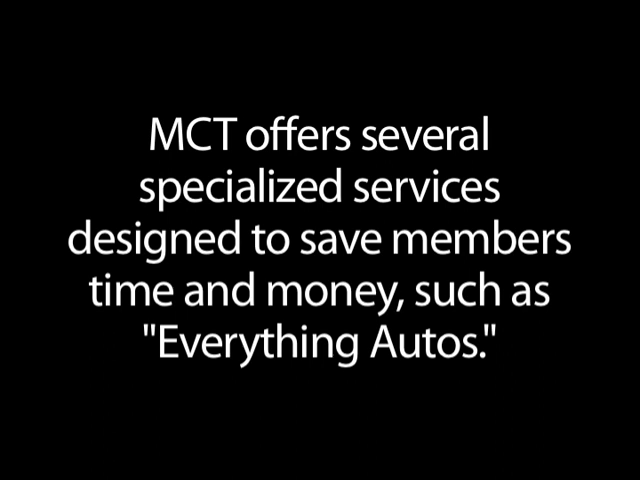 MCT offers several
specialized services
designed to save members
time and money, such as
"Everything Autos."